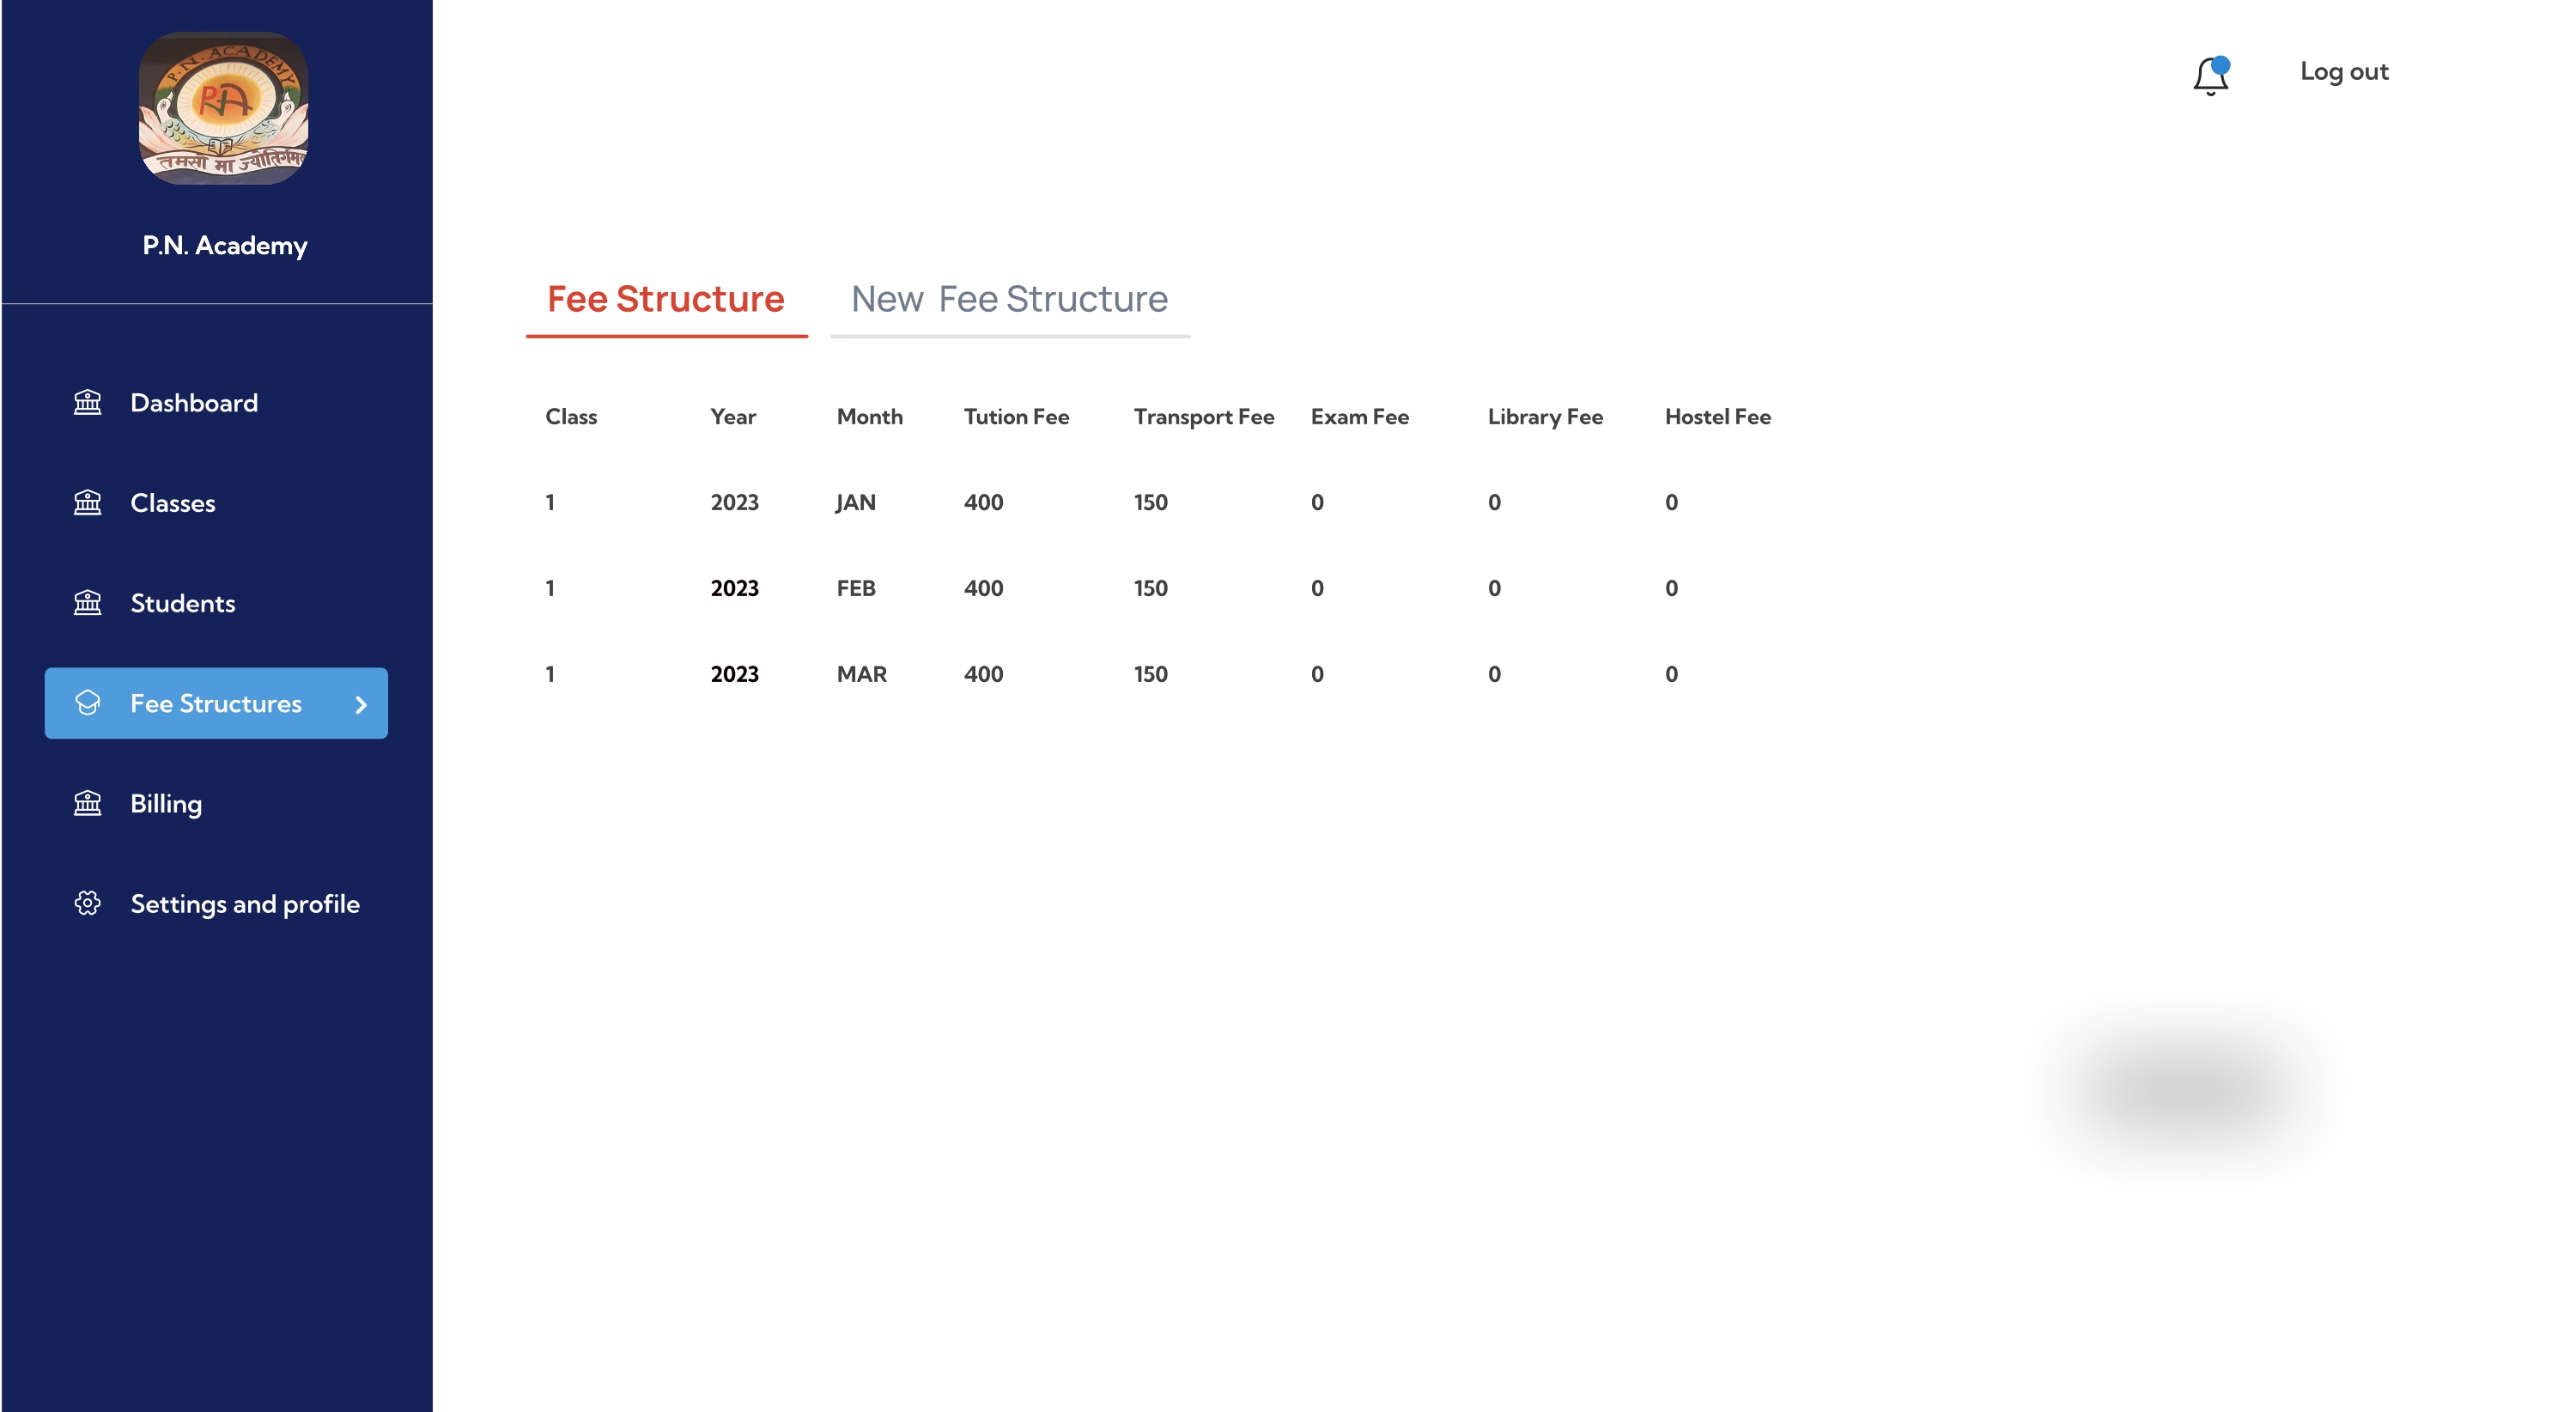 P.N. ACADEMY
PNA
तमसो मा ज्योतिर्गमय
P.N. Academy
Dashboard
Classes
Students
Fee Structures
Billing
Settings and profile
Log out
Fee Structure New Fee Structure
Class Year Month Tution Fee Transport Fee Exam Fee Library Fee Hostel Fee
1 2023 JAN 400 150 0 0 0
1 2023 FEB 400 150 0 0 0
1 2023 MAR 400 150 0 0 0